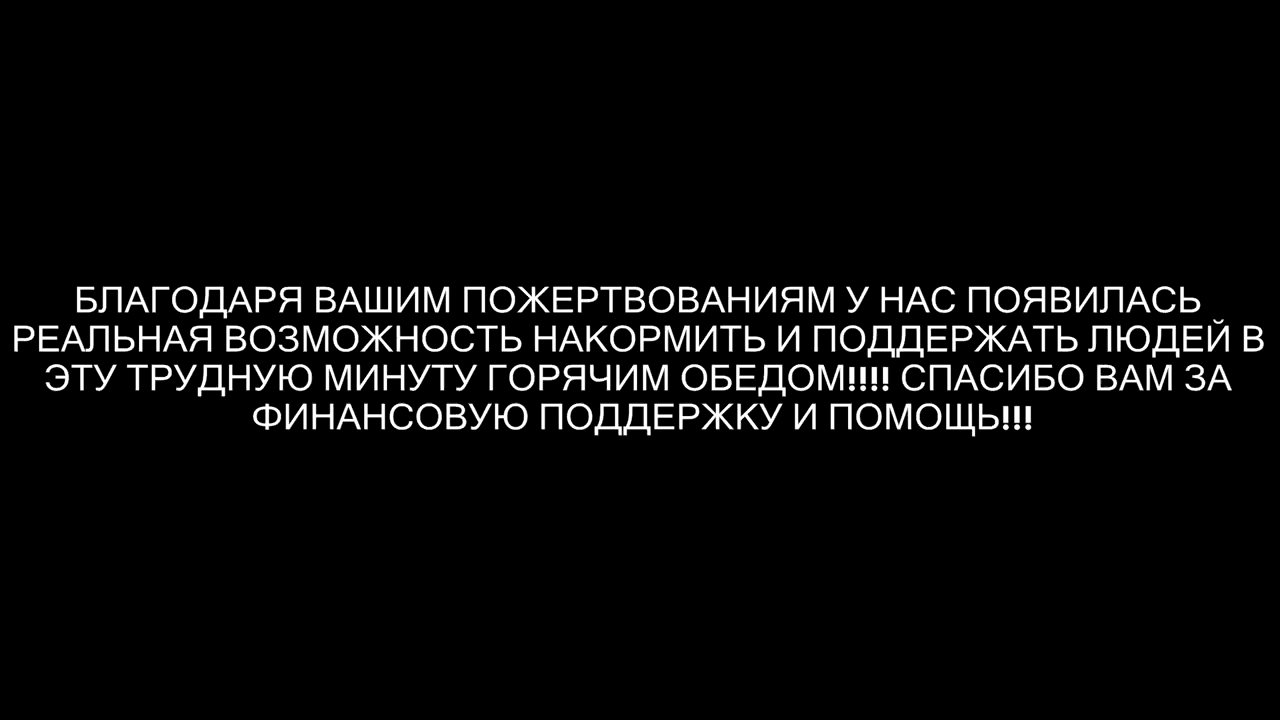 БЛАГОДАРЯ ВАШИМ ПОЖЕРТВОВАНИЯМ У НАС ПОЯВИЛАСЬ
РЕАЛЬНАЯ ВОЗМОЖНОСТЬ НАКОРМИТЬ И ПОДДЕРЖАТЬ ЛЮДЕЙ В
ЭТУ ТРУДНУЮ МИНУТУ ГОРЯЧИМ ОБЕДОМ!!!! СПАСИБО ВАМ ЗА
ФИНАНСОВУЮ ПОДДЕРЖКУ И ПОМОЩЬ!!!